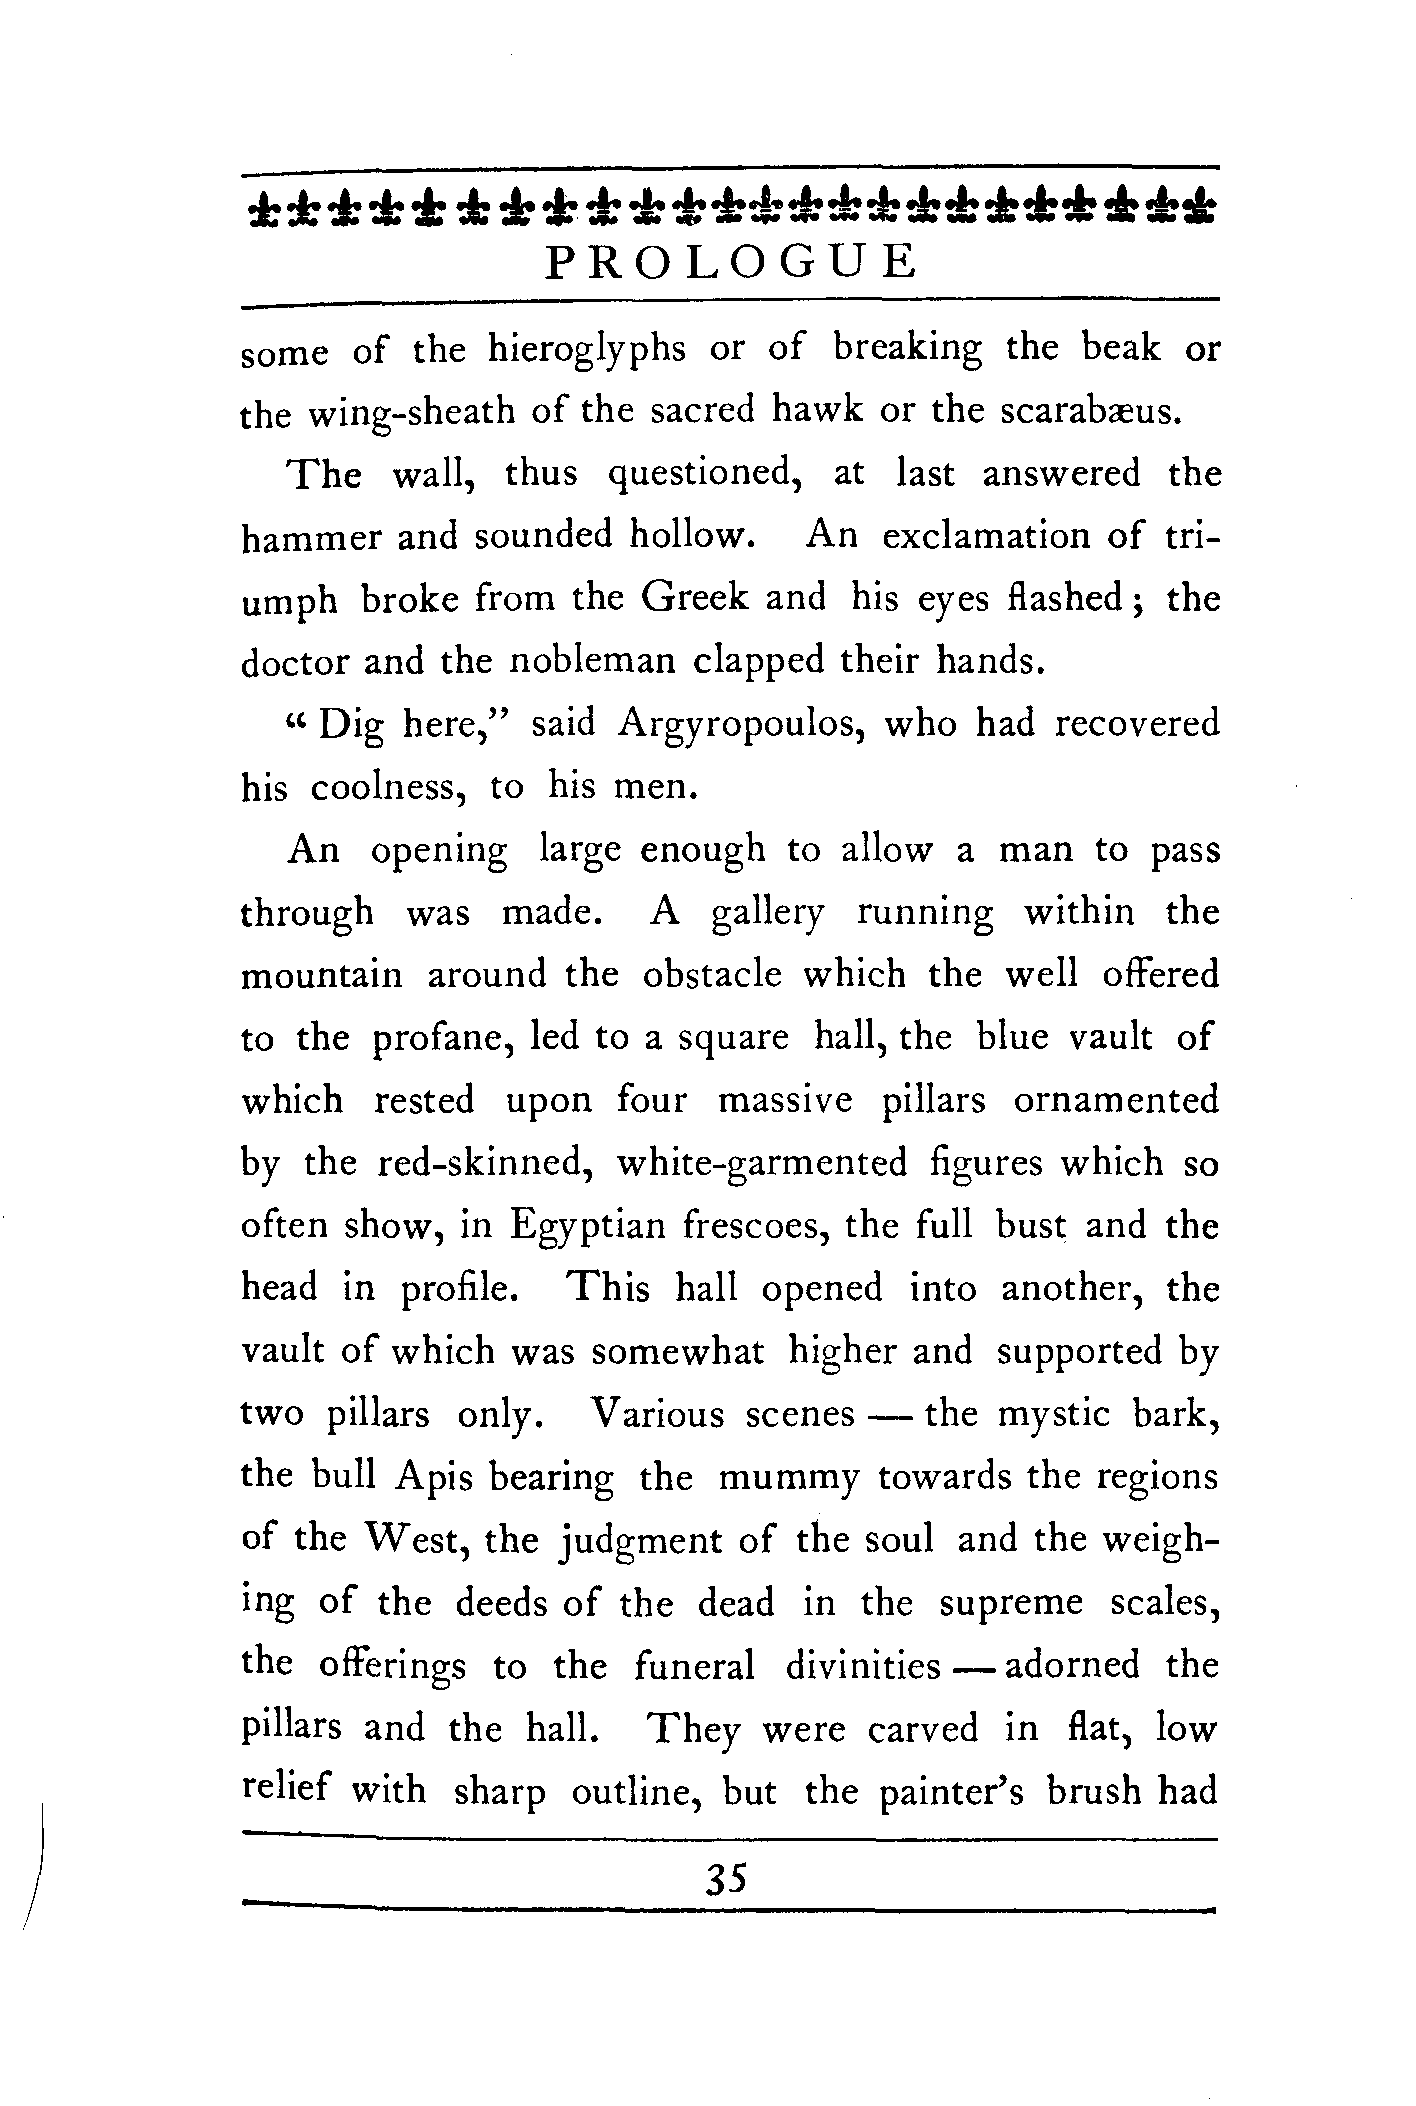 PROLOGUE
some of the hieroglyphs or of breaking the beak or
the wing-sheath of the sacred hawk or the scarabæus.
The wall, thus questioned, at last answered the
hammer and sounded hollow. An exclamation of tri-
umph broke from the Greek and his eyes flashed; the
doctor and the nobleman clapped their hands.
“Dig here,” said Argyropoulos, who had recovered
his coolness, to his men.
An opening large enough to allow a man to pass
through was made. A gallery running within the
mountain around the obstacle which the well offered
to the profane, led to a square hall, the blue vault of
which rested upon four massive pillars ornamented
by the red-skinned, white-garmented figures which so
often show, in Egyptian frescoes, the full bust and the
head in profile. This hall opened into another, the
vault of which was somewhat higher and supported by
two pillars only. Various scenes — the mystic bark,
the bull Apis bearing the mummy towards the regions
of the West, the judgment of the soul and the weigh-
ing of the deeds of the dead in the supreme scales,
the offerings to the funeral divinities — adorned the
pillars and the hall. They were carved in flat, low
relief with sharp outline, but the painter’s brush had
35